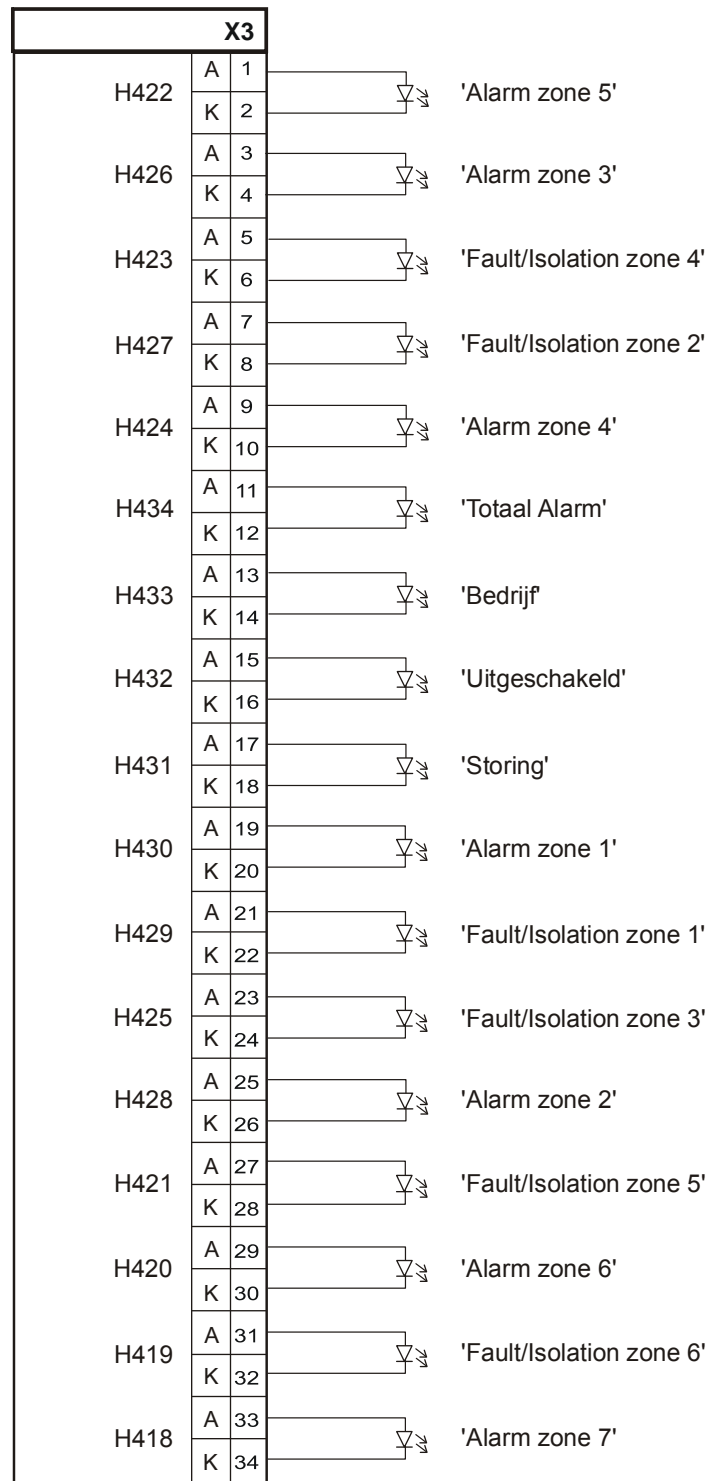 X3
A 1
H422 'Alarm zone 5'
K 2
A 3
H426 'Alarm zone 3'
K 4
A 5
H423 'Fault/Isolation zone 4'
K 6
A 7
H427 'Fault/Isolation zone 2'
K 8
A 9
H424 'Alarm zone 4'
K 10
A 11
H434 'Totaal Alarm'
K 12
A 13
H433 'Bedrijf'
K 14
A 15
H432 'Uitgeschakeld'
K 16
A 17
H431 'Storing'
K 18
A 19
H430 'Alarm zone 1'
K 20
A 21
H429 'Fault/Isolation zone 1'
K 22
A 23
H425 'Fault/Isolation zone 3'
K 24
A 25
H428 'Alarm zone 2'
K 26
A 27
H421 'Fault/Isolation zone 5'
K 28
A 29
H420 'Alarm zone 6'
K 30
A 31
H419 'Fault/Isolation zone 6'
K 32
A 33
H418 'Alarm zone 7'
K 34